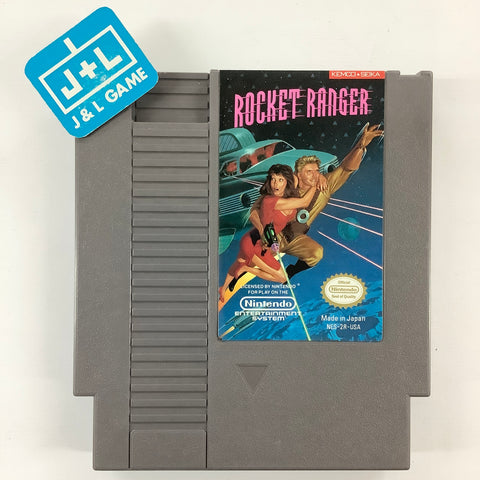 J+L
J & L GAME
KEMCO★SEIKA
ROCKET RANGER
LICENSED BY NINTENDO
FOR PLAY ON THE
Nintendo
ENTERTAINMENT
SYSTEM
TM
Official
Nintendo
Seal of Quality
Made in Japan
NES-2R-USA